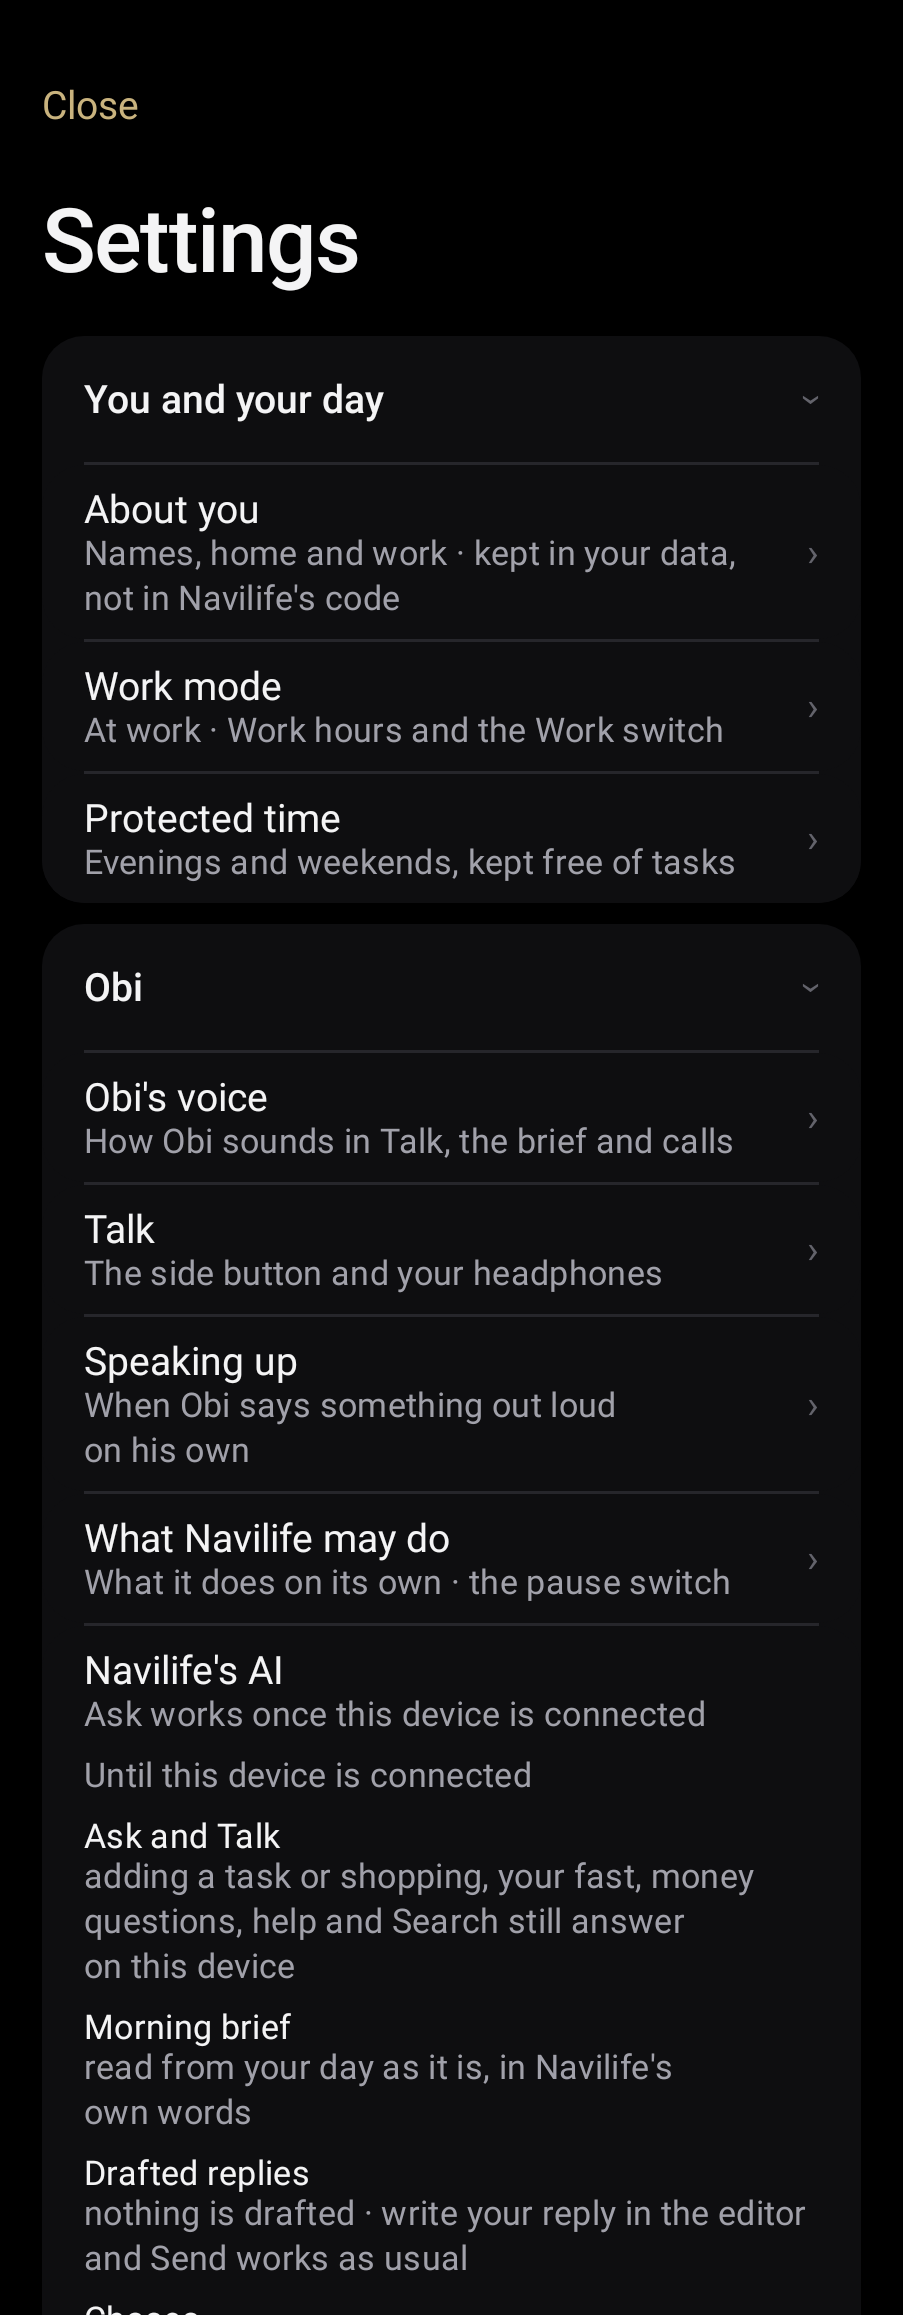 Close
Settings
You and your day
About you
Names, home and work · kept in your data,
not in Navilife's code
Work mode
At work · Work hours and the Work switch
Protected time
Evenings and weekends, kept free of tasks
Obi
Obi's voice
How Obi sounds in Talk, the brief and calls
Talk
The side button and your headphones
Speaking up
When Obi says something out loud
on his own
What Navilife may do
What it does on its own · the pause switch
Navilife's AI
Ask works once this device is connected
Until this device is connected
Ask and Talk
adding a task or shopping, your fast, money
questions, help and Search still answer
on this device
Morning brief
read from your day as it is, in Navilife's
own words
Drafted replies
nothing is drafted · write your reply in the editor
and Send works as usual